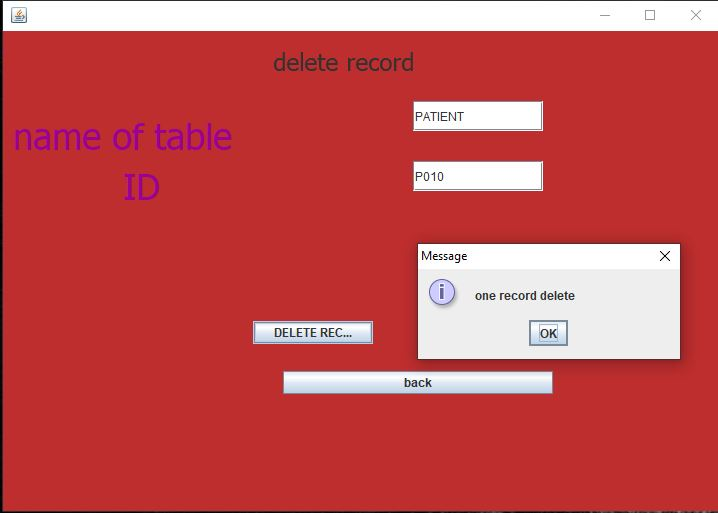 delete record
name of table
PATIENT
ID
P010
Message
one record delete
OK
DELETE REC...
back